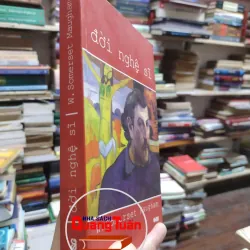 đời nghệ sĩ
đời nghệ sĩ | W. Somerset Maugham
NHÀ SÁCH
Quang Tuấn